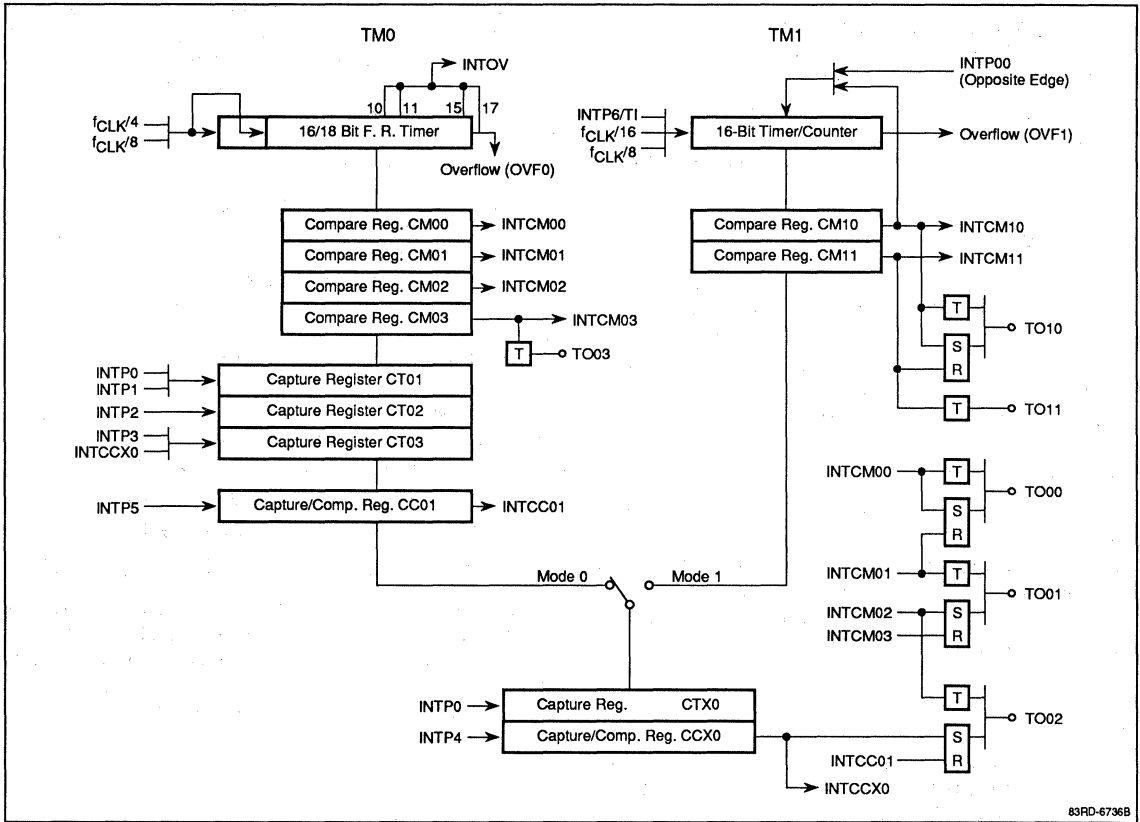 TM0
TM1
INTOV
INTP00
(Opposite Edge)
10 11 15 17
fCLK/4
fCLK/8
16/18 Bit F. R. Timer
Overflow (OVF0)
INTP6/TI
fCLK/16
fCLK/8
16-Bit Timer/Counter
Overflow (OVF1)
Compare Reg. CM00
INTCM00
Compare Reg. CM01
INTCM01
Compare Reg. CM02
INTCM02
Compare Reg. CM03
INTCM03
T
TO03
Compare Reg. CM10
INTCM10
Compare Reg. CM11
INTCM11
T
S
R
TO10
T
TO11
INTP0
INTP1
Capture Register CT01
INTP2
Capture Register CT02
INTP3
INTCCX0
Capture Register CT03
INTP5
Capture/Comp. Reg. CC01
INTCC01
INTCM00
T
S
R
TO00
INTCM01
T
INTCM02
S
INTCM03
R
TO01
Mode 0
Mode 1
INTP0
Capture Reg. CTX0
INTP4
Capture/Comp. Reg. CCX0
T
S
INTCC01
R
TO02
INTCCX0
83RD-6736B